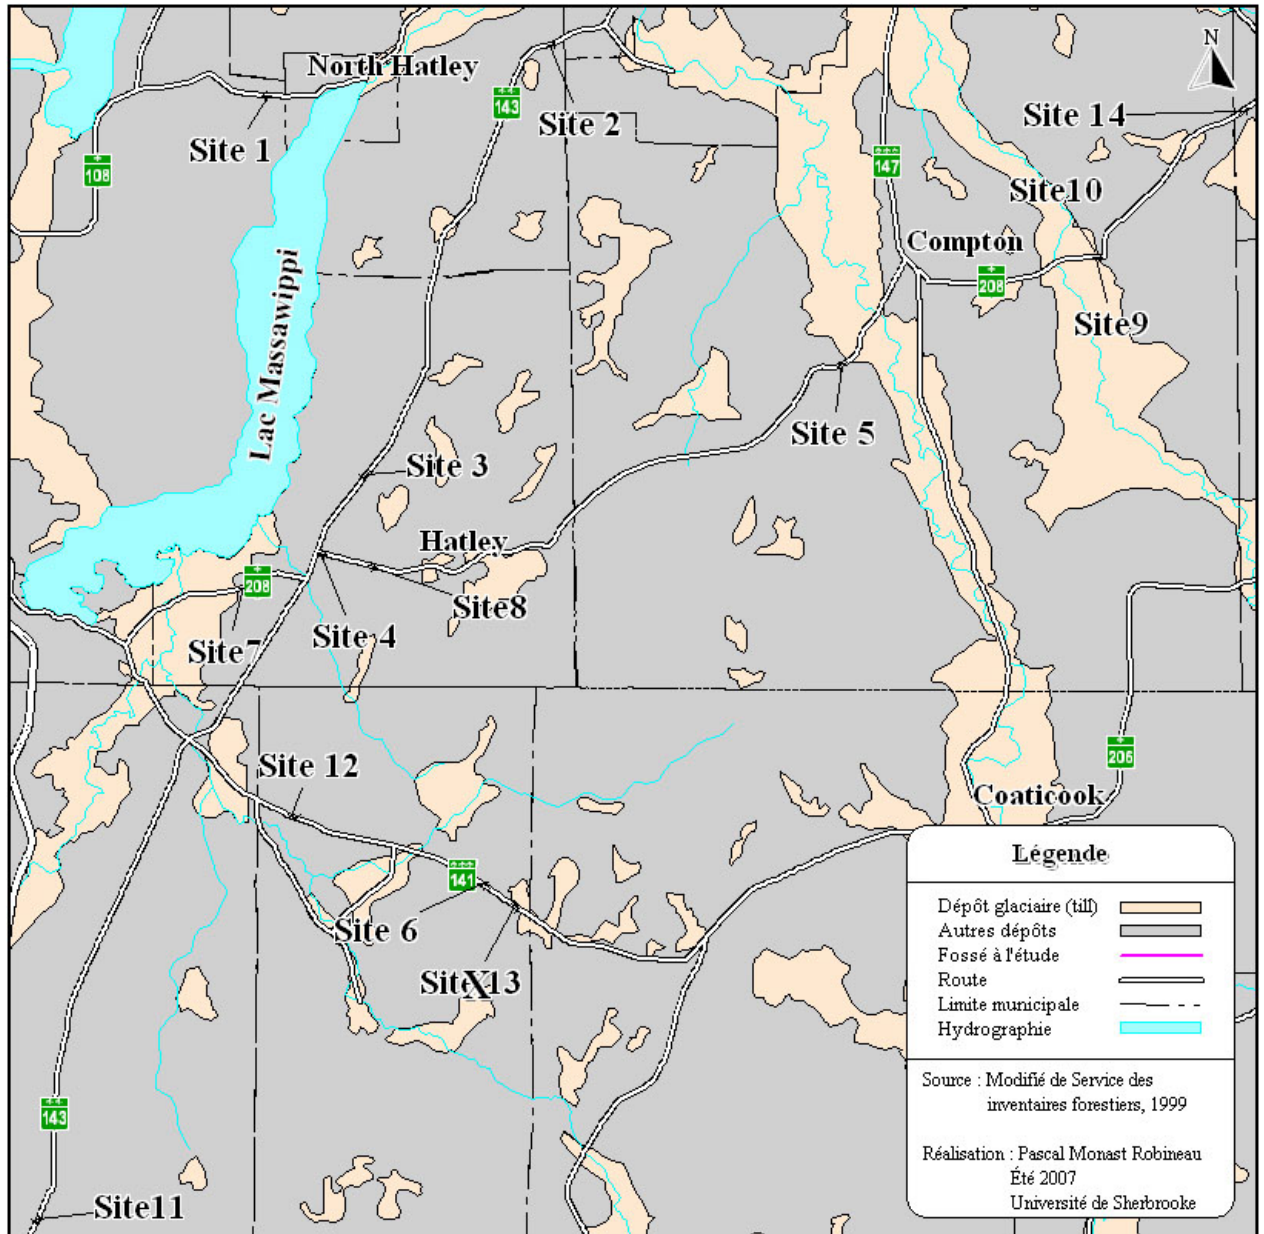 N
North Hatley
143
Site 2
Site 14
Site 1
108
147
Site10
Compton
208
Lac Massawippi
Site9
Site 5
Site 3
Hatley
208
Site8
Site 4
Site7
206
Site 12
Coaticook
141
Site 6
Site 13
X
143
Site11
Légende
Dépôt glaciaire (till)
Autres dépôts
Fossé à l'étude
Route
Limite municipale
Hydrographie
Source : Modifié de Service des
inventaires forestiers, 1999
Réalisation : Pascal Monast Robineau
Été 2007
Université de Sherbrooke